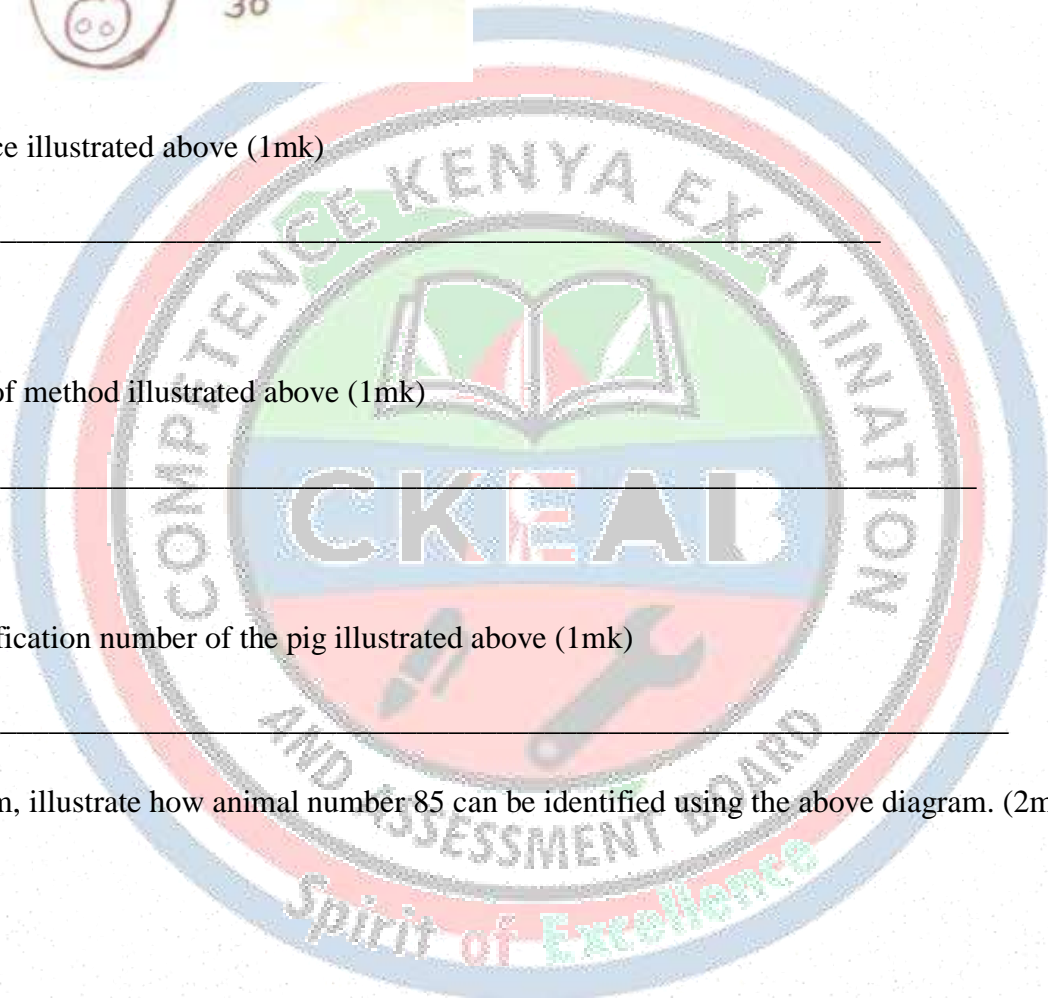 30
ce illustrated above (1mk)
of method illustrated above (1mk)
fication number of the pig illustrated above (1mk)
m, illustrate how animal number 85 can be identified using the above diagram. (2m
COMPETENCE KENYA EXAMINATION
CKEAB
AND ASSESSMENT BOARD
Spirit of Excellence